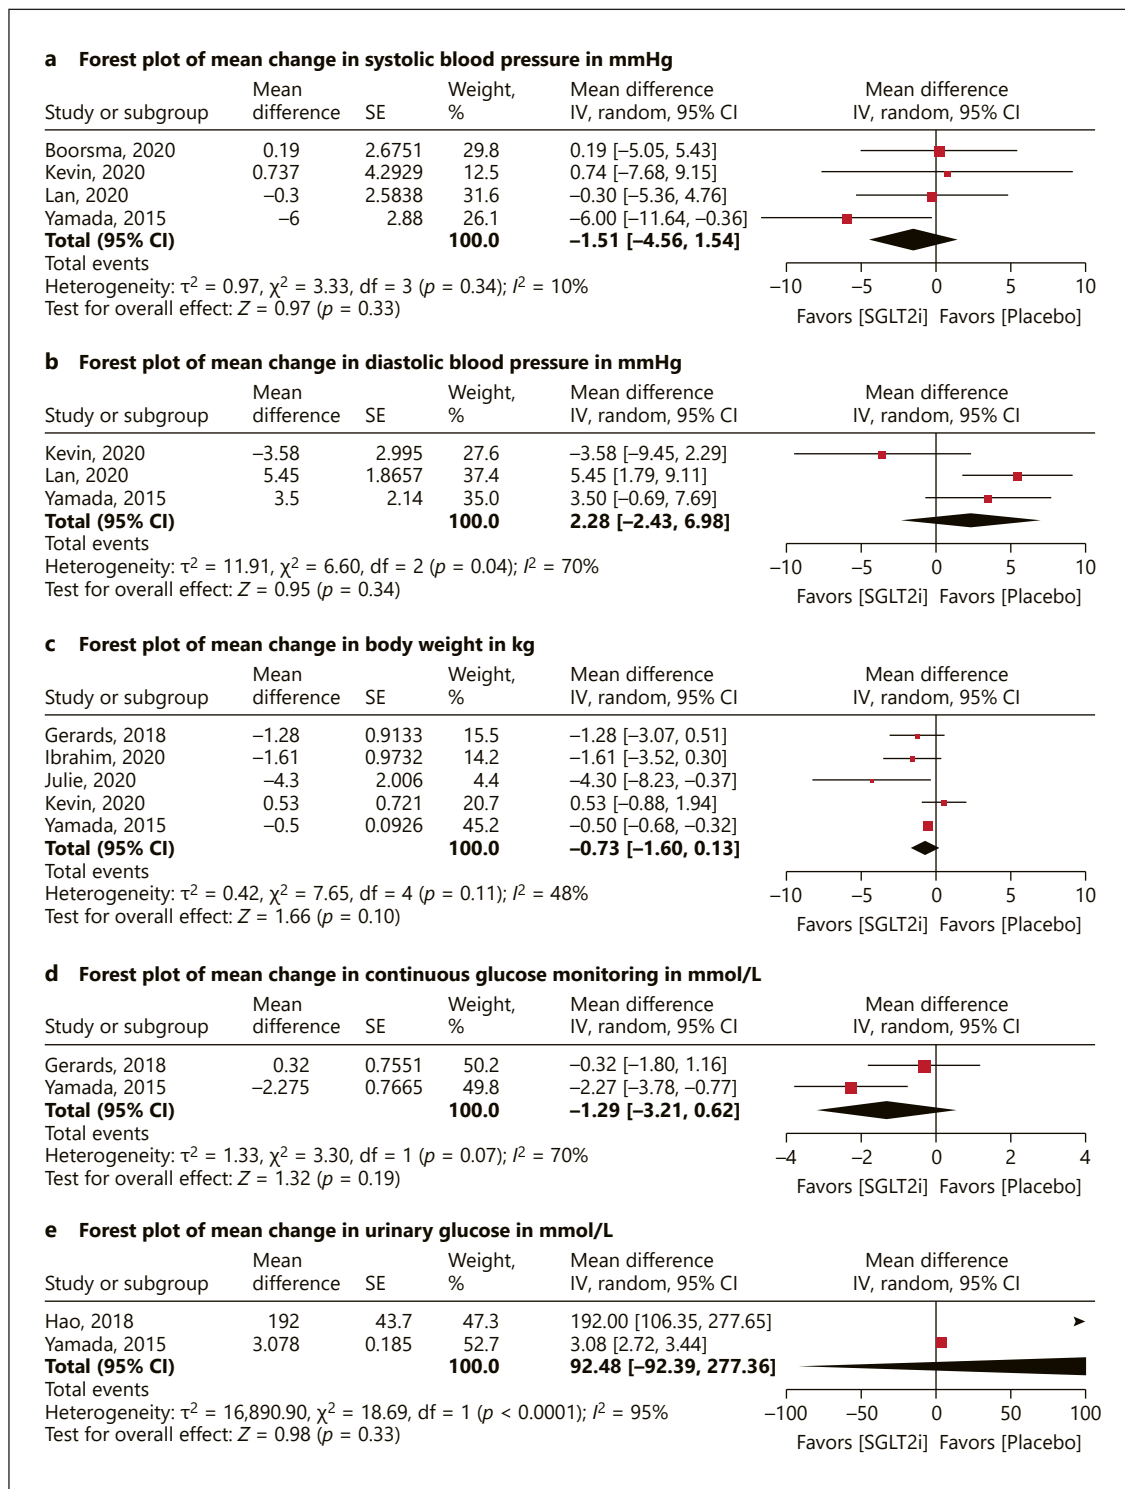 a Forest plot of mean change in systolic blood pressure in mmHg
Mean Weight, Mean difference Mean difference
Study or subgroup difference SE % IV, random, 95% CI IV, random, 95% CI
Boorsma, 2020 0.19 2.6751 29.8 0.19 [–5.05, 5.43]
Kevin, 2020 0.737 4.2929 12.5 0.74 [–7.68, 9.15]
Lan, 2020 –0.3 2.5838 31.6 –0.30 [–5.36, 4.76]
Yamada, 2015 –6 2.88 26.1 –6.00 [–11.64, –0.36]
Total (95% CI) 100.0 –1.51 [–4.56, 1.54]
Total events
Heterogeneity: τ² = 0.97, χ² = 3.33, df = 3 (p = 0.34); I² = 10%
Test for overall effect: Z = 0.97 (p = 0.33)
–10 –5 0 5 10
Favors [SGLT2i] Favors [Placebo]
b Forest plot of mean change in diastolic blood pressure in mmHg
Mean Weight, Mean difference Mean difference
Study or subgroup difference SE % IV, random, 95% CI IV, random, 95% CI
Kevin, 2020 –3.58 2.995 27.6 –3.58 [–9.45, 2.29]
Lan, 2020 5.45 1.8657 37.4 5.45 [1.79, 9.11]
Yamada, 2015 3.5 2.14 35.0 3.50 [–0.69, 7.69]
Total (95% CI) 100.0 2.28 [–2.43, 6.98]
Total events
Heterogeneity: τ² = 11.91, χ² = 6.60, df = 2 (p = 0.04); I² = 70%
Test for overall effect: Z = 0.95 (p = 0.34)
–10 –5 0 5 10
Favors [SGLT2i] Favors [Placebo]
c Forest plot of mean change in body weight in kg
Mean Weight, Mean difference Mean difference
Study or subgroup difference SE % IV, random, 95% CI IV, random, 95% CI
Gerards, 2018 –1.28 0.9133 15.5 –1.28 [–3.07, 0.51]
Ibrahim, 2020 –1.61 0.9732 14.2 –1.61 [–3.52, 0.30]
Julie, 2020 –4.3 2.006 4.4 –4.30 [–8.23, –0.37]
Kevin, 2020 0.53 0.721 20.7 0.53 [–0.88, 1.94]
Yamada, 2015 –0.5 0.0926 45.2 –0.50 [–0.68, –0.32]
Total (95% CI) 100.0 –0.73 [–1.60, 0.13]
Total events
Heterogeneity: τ² = 0.42, χ² = 7.65, df = 4 (p = 0.11); I² = 48%
Test for overall effect: Z = 1.66 (p = 0.10)
–10 –5 0 5 10
Favors [SGLT2i] Favors [Placebo]
d Forest plot of mean change in continuous glucose monitoring in mmol/L
Mean Weight, Mean difference Mean difference
Study or subgroup difference SE % IV, random, 95% CI IV, random, 95% CI
Gerards, 2018 0.32 0.7551 50.2 –0.32 [–1.80, 1.16]
Yamada, 2015 –2.275 0.7665 49.8 –2.27 [–3.78, –0.77]
Total (95% CI) 100.0 –1.29 [–3.21, 0.62]
Total events
Heterogeneity: τ² = 1.33, χ² = 3.30, df = 1 (p = 0.07); I² = 70%
Test for overall effect: Z = 1.32 (p = 0.19)
–4 –2 0 2 4
Favors [SGLT2i] Favors [Placebo]
e Forest plot of mean change in urinary glucose in mmol/L
Mean Weight, Mean difference Mean difference
Study or subgroup difference SE % IV, random, 95% CI IV, random, 95% CI
Hao, 2018 192 43.7 47.3 192.00 [106.35, 277.65]
Yamada, 2015 3.078 0.185 52.7 3.08 [2.72, 3.44]
Total (95% CI) 100.0 92.48 [–92.39, 277.36]
Total events
Heterogeneity: τ² = 16,890.90, χ² = 18.69, df = 1 (p < 0.0001); I² = 95%
Test for overall effect: Z = 0.98 (p = 0.33)
–100 –50 0 50 100
Favors [SGLT2i] Favors [Placebo]